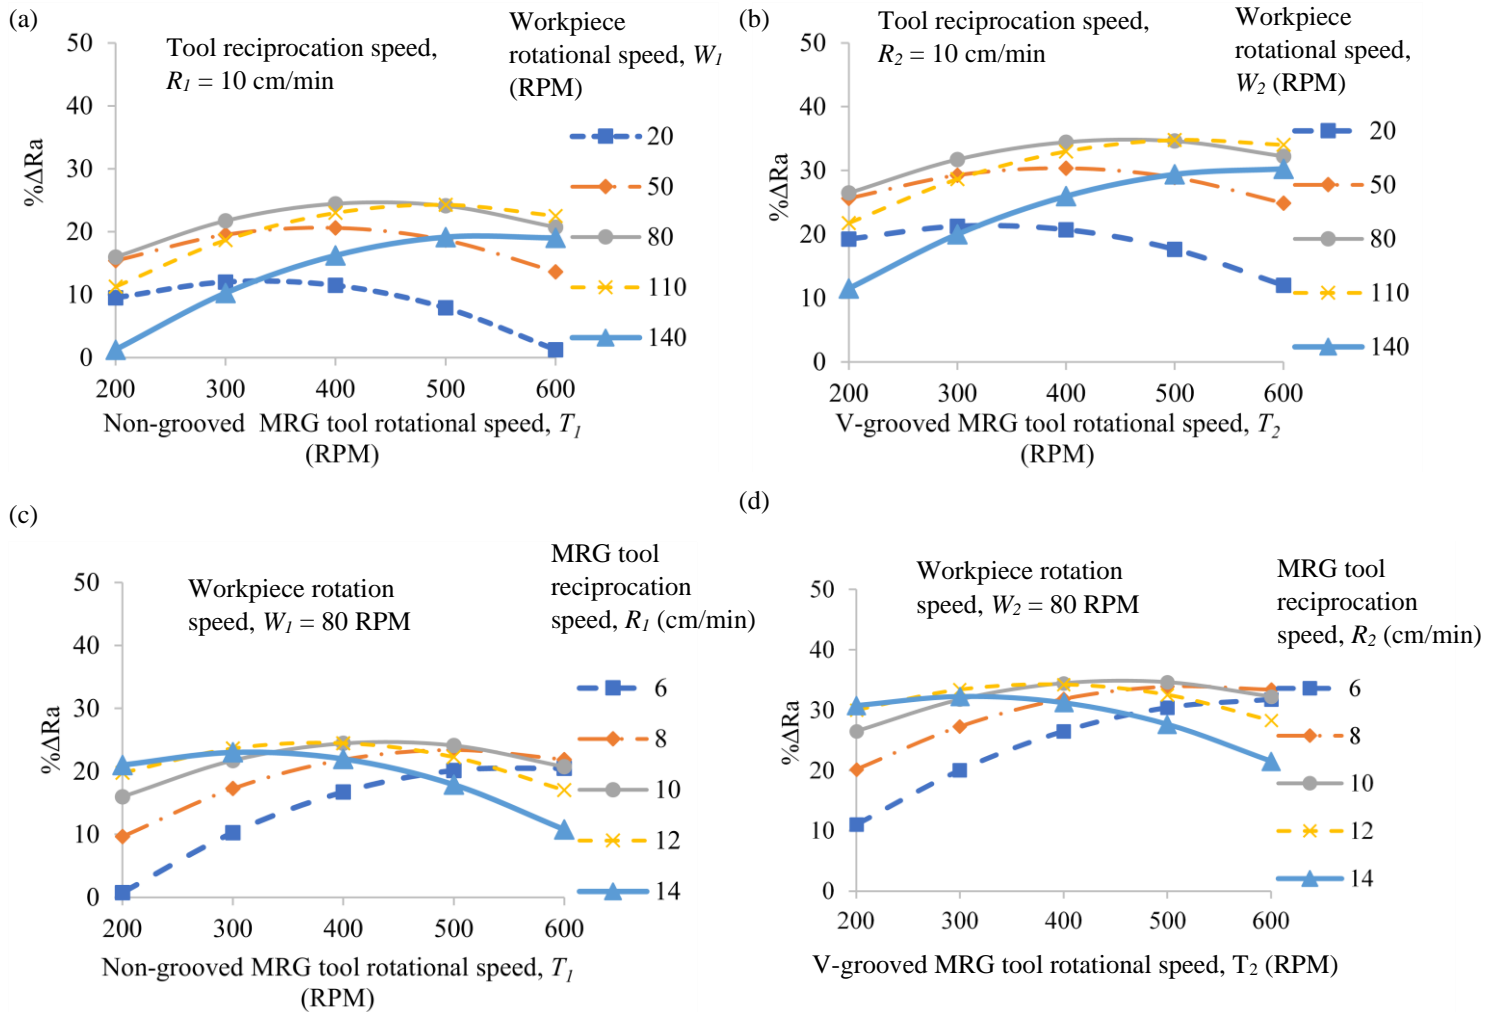 (a)
Tool reciprocation speed,
R1 = 10 cm/min
Workpiece
rotational speed, W1
(RPM)
50
40
30
20
10
0
%ΔRa
200 300 400 500 600
Non-grooved MRG tool rotational speed, T1
(RPM)
20
50
80
110
140
(b)
Tool reciprocation speed,
R2 = 10 cm/min
Workpiece
rotational speed,
W2 (RPM)
50
40
30
20
10
0
%ΔRa
200 300 400 500 600
V-grooved MRG tool rotational speed, T2
(RPM)
20
50
80
110
140
(c)
Workpiece rotation
speed, W1 = 80 RPM
MRG tool
reciprocation
speed, R1 (cm/min)
50
40
30
20
10
0
%ΔRa
200 300 400 500 600
Non-grooved MRG tool rotational speed, T1
(RPM)
6
8
10
12
14
(d)
Workpiece rotation
speed, W2 = 80 RPM
MRG tool
reciprocation
speed, R2 (cm/min)
50
40
30
20
10
0
%ΔRa
200 300 400 500 600
V-grooved MRG tool rotational speed, T2 (RPM)
6
8
10
12
14